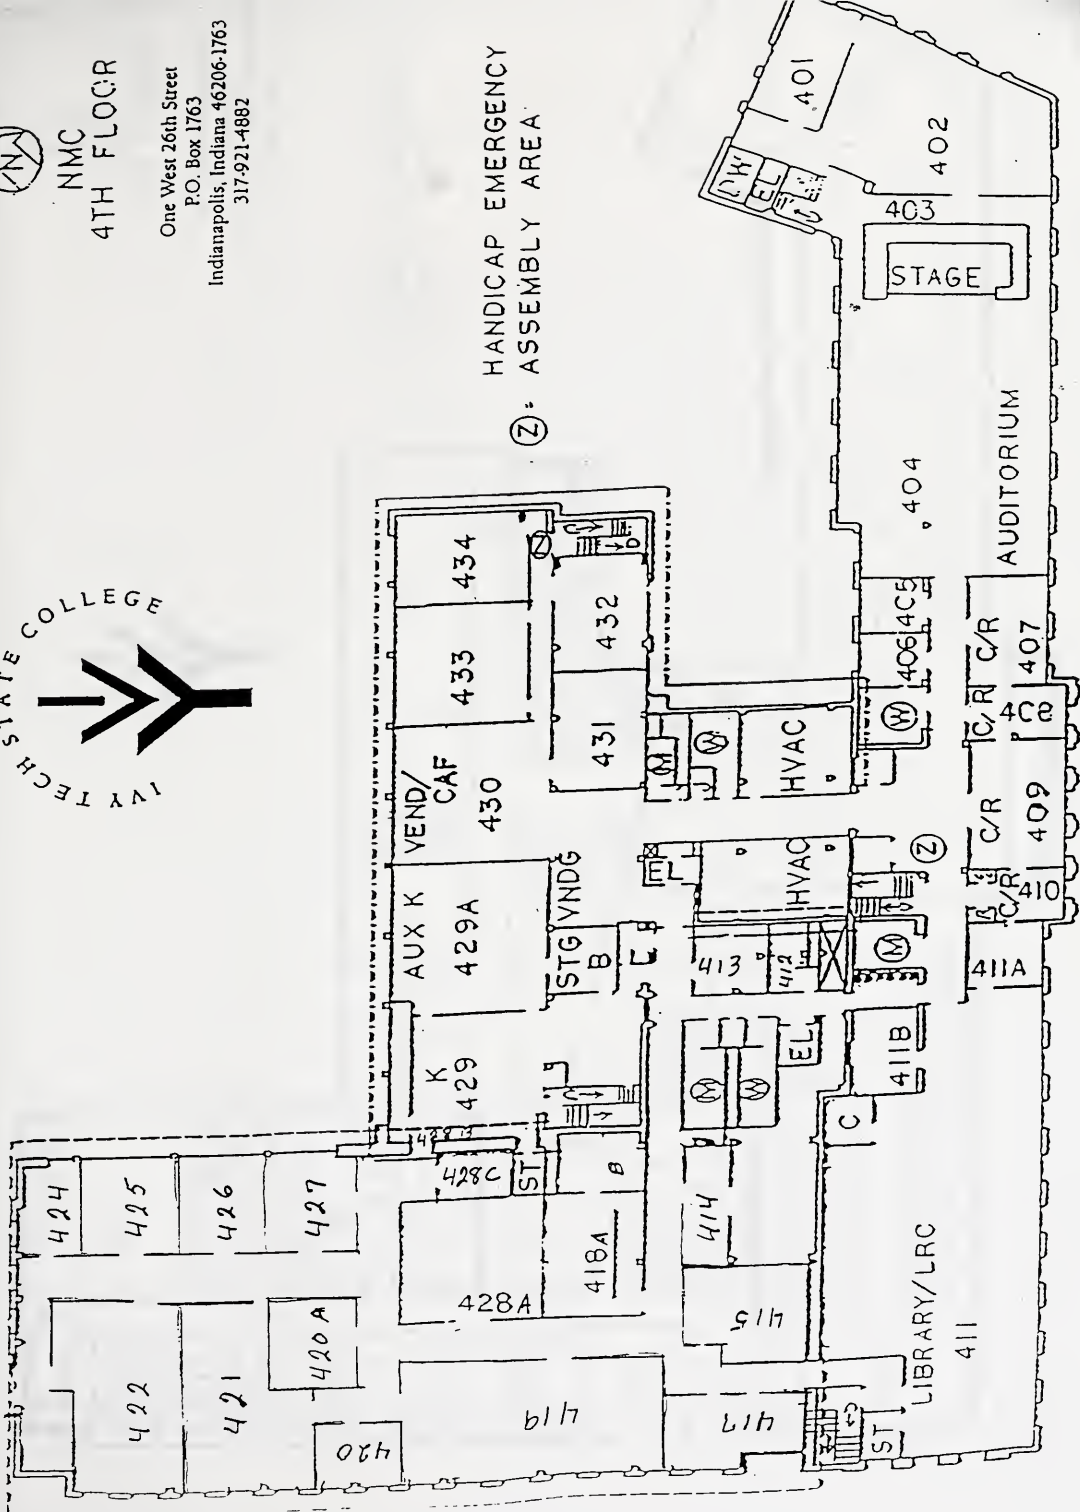 N
NMC
4TH FLOOR
One West 26th Street
P.O. Box 1763
Indianapolis, Indiana 46206-1763
317-921-4882
IVY TECH STATE COLLEGE
Z = HANDICAP EMERGENCY
ASSEMBLY AREA
401
402
403
EL
STAGE
404
AUDITORIUM
4C5
406
C/R
407
W
C/R
4C8
C/R
409
C/R
410
Z
M
411A
411B
C
LIBRARY/LRC
411
ST
434
Z
D
433
432
431
VEND/
CAF
430
M
W
HVAC
HVAC
EL
AUX K
429A
VNDG
STG
B
E
413
412
K
429
M
W
EL
428C
ST
B
414
418A
428A
415
417
419
420
420A
421
422
424
425
426
427